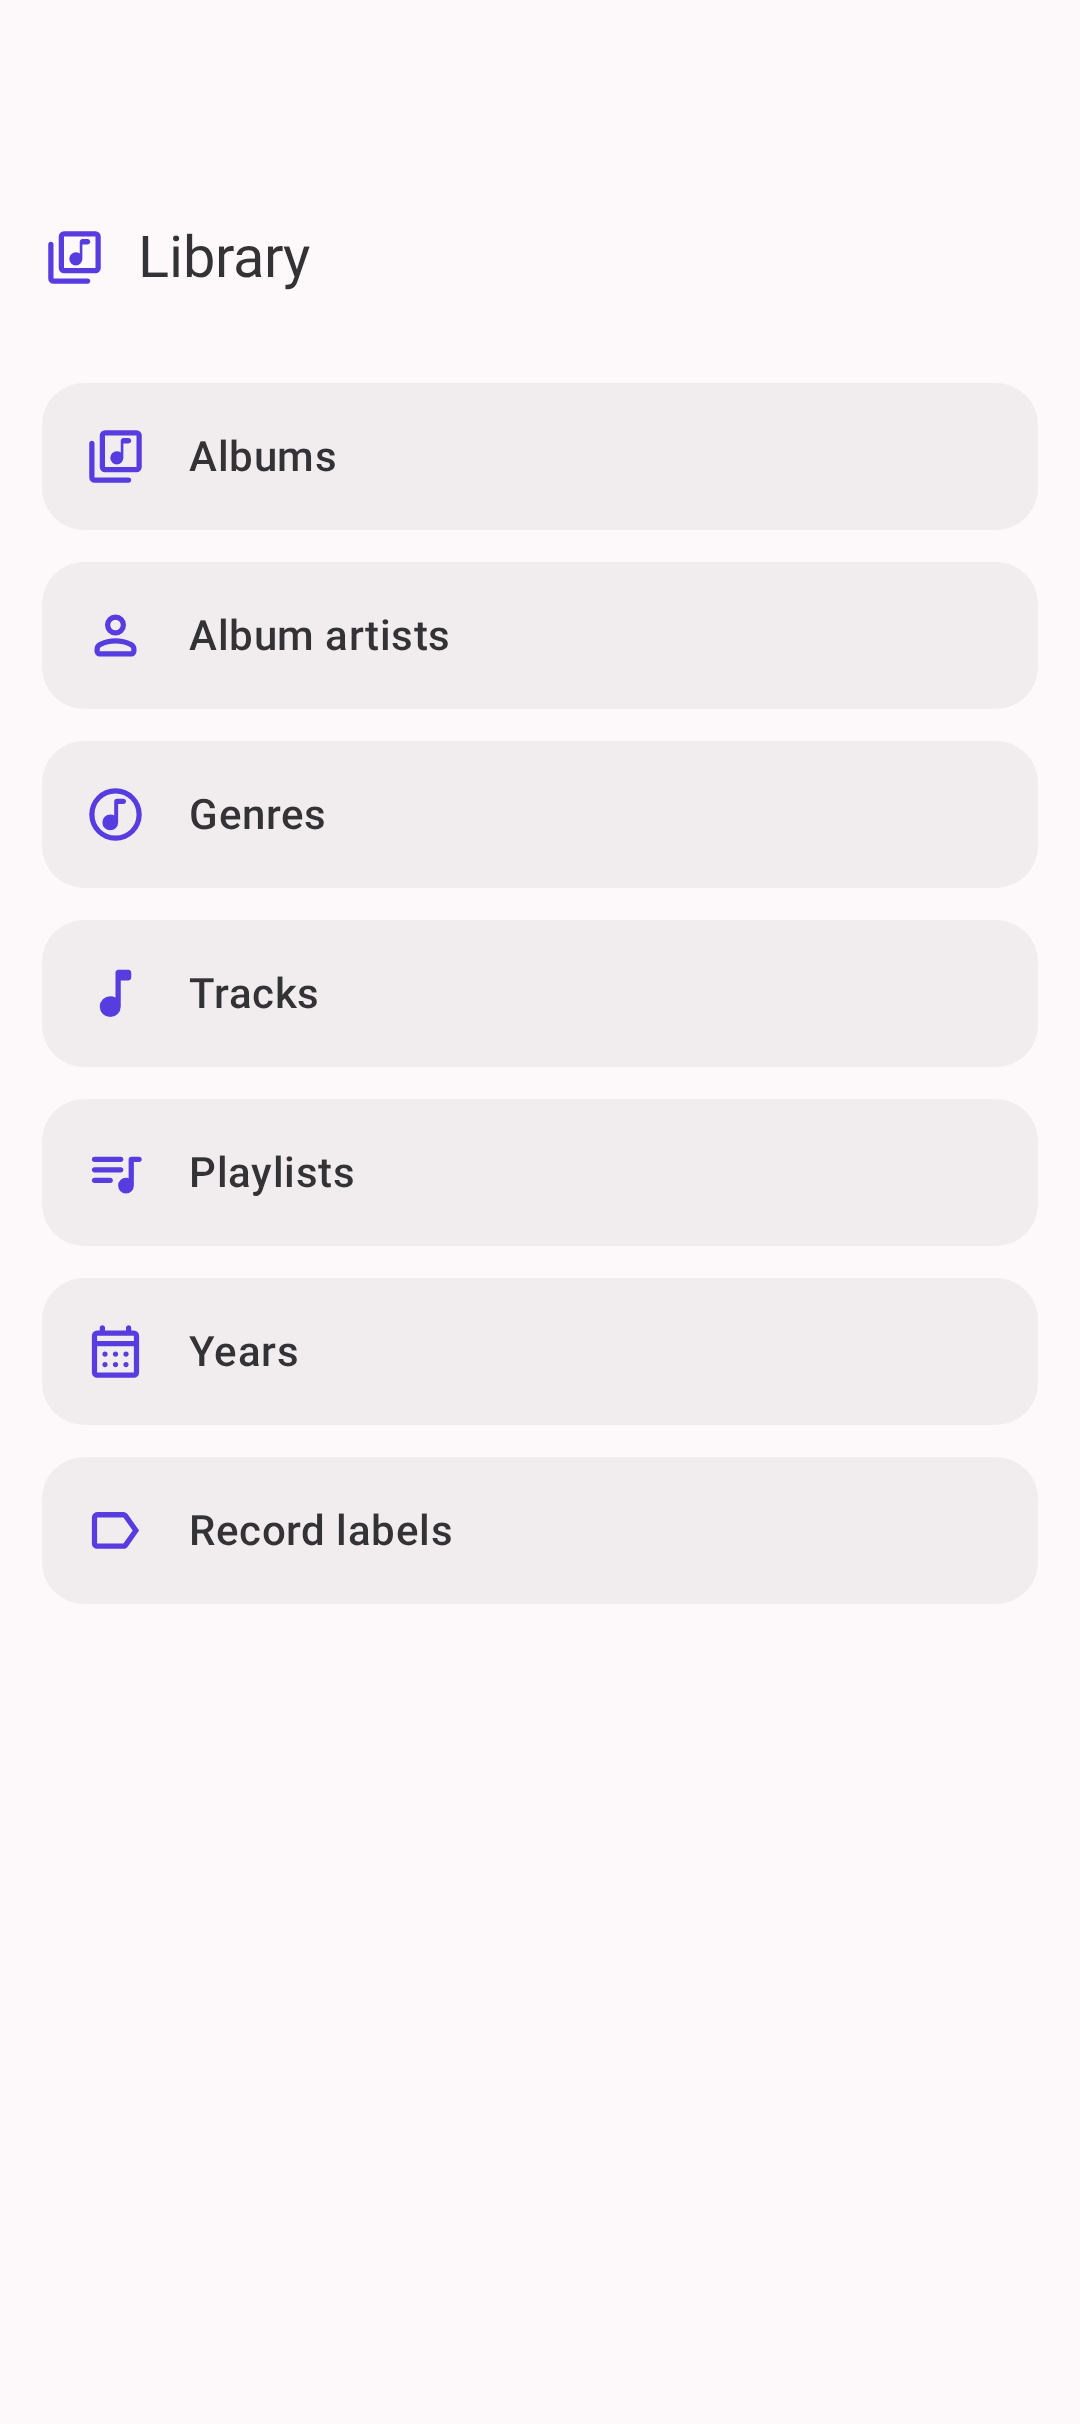 Library
Albums
Album artists
Genres
Tracks
Playlists
Years
Record labels